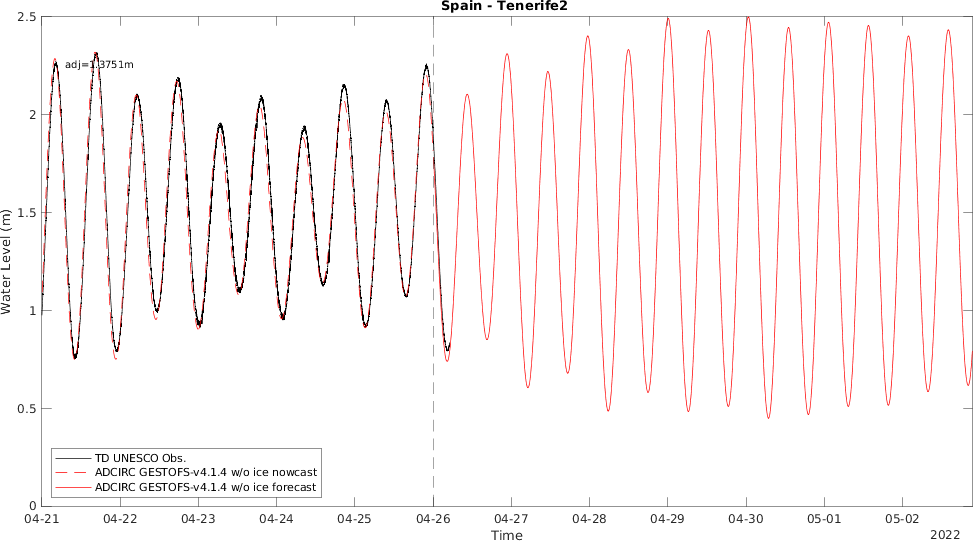 Spain - Tenerife2
adj=1.3751m
2.5
2
1.5
1
0.5
0
Water Level (m)
TD UNESCO Obs.
ADCIRC GESTOFS-v4.1.4 w/o ice nowcast
ADCIRC GESTOFS-v4.1.4 w/o ice forecast
04-21 04-22 04-23 04-24 04-25 04-26 04-27 04-28 04-29 04-30 05-01 05-02
Time
2022